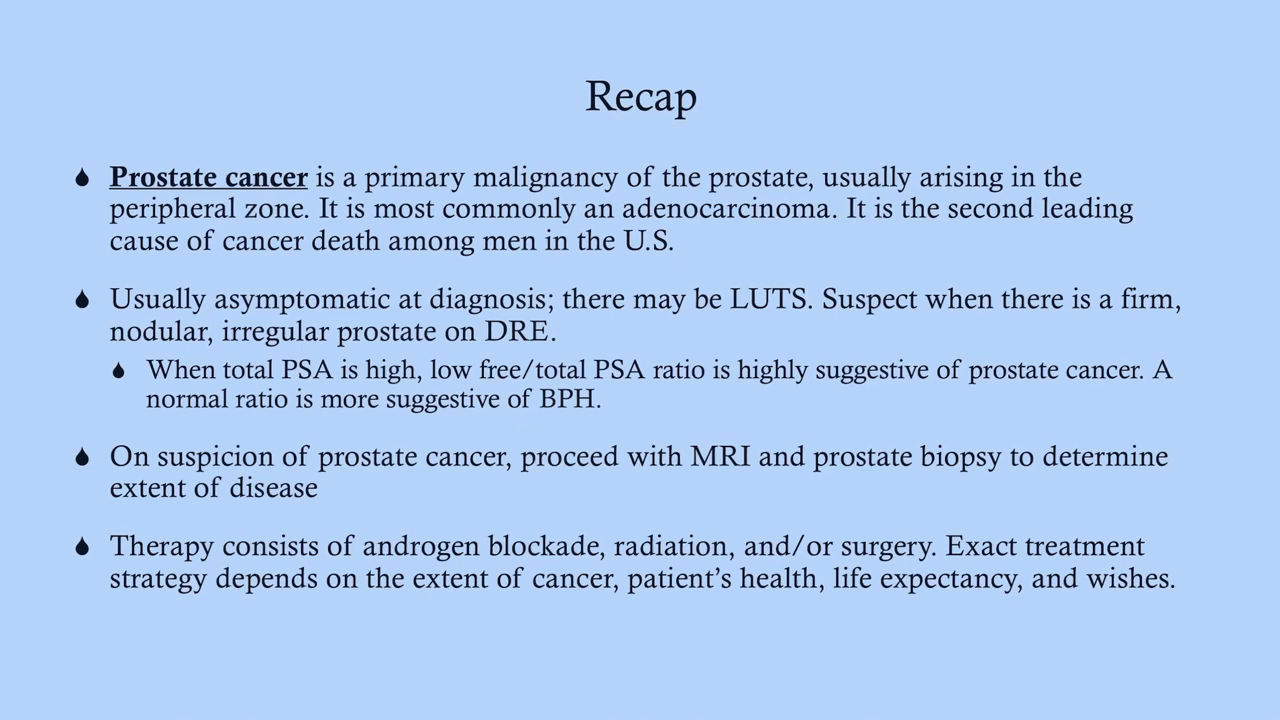 Recap
Prostate cancer is a primary malignancy of the prostate, usually arising in the
peripheral zone. It is most commonly an adenocarcinoma. It is the second leading
cause of cancer death among men in the U.S.
Usually asymptomatic at diagnosis; there may be LUTS. Suspect when there is a firm,
nodular, irregular prostate on DRE.
When total PSA is high, low free/total PSA ratio is highly suggestive of prostate cancer. A
normal ratio is more suggestive of BPH.
On suspicion of prostate cancer, proceed with MRI and prostate biopsy to determine
extent of disease
Therapy consists of androgen blockade, radiation, and/or surgery. Exact treatment
strategy depends on the extent of cancer, patient’s health, life expectancy, and wishes.